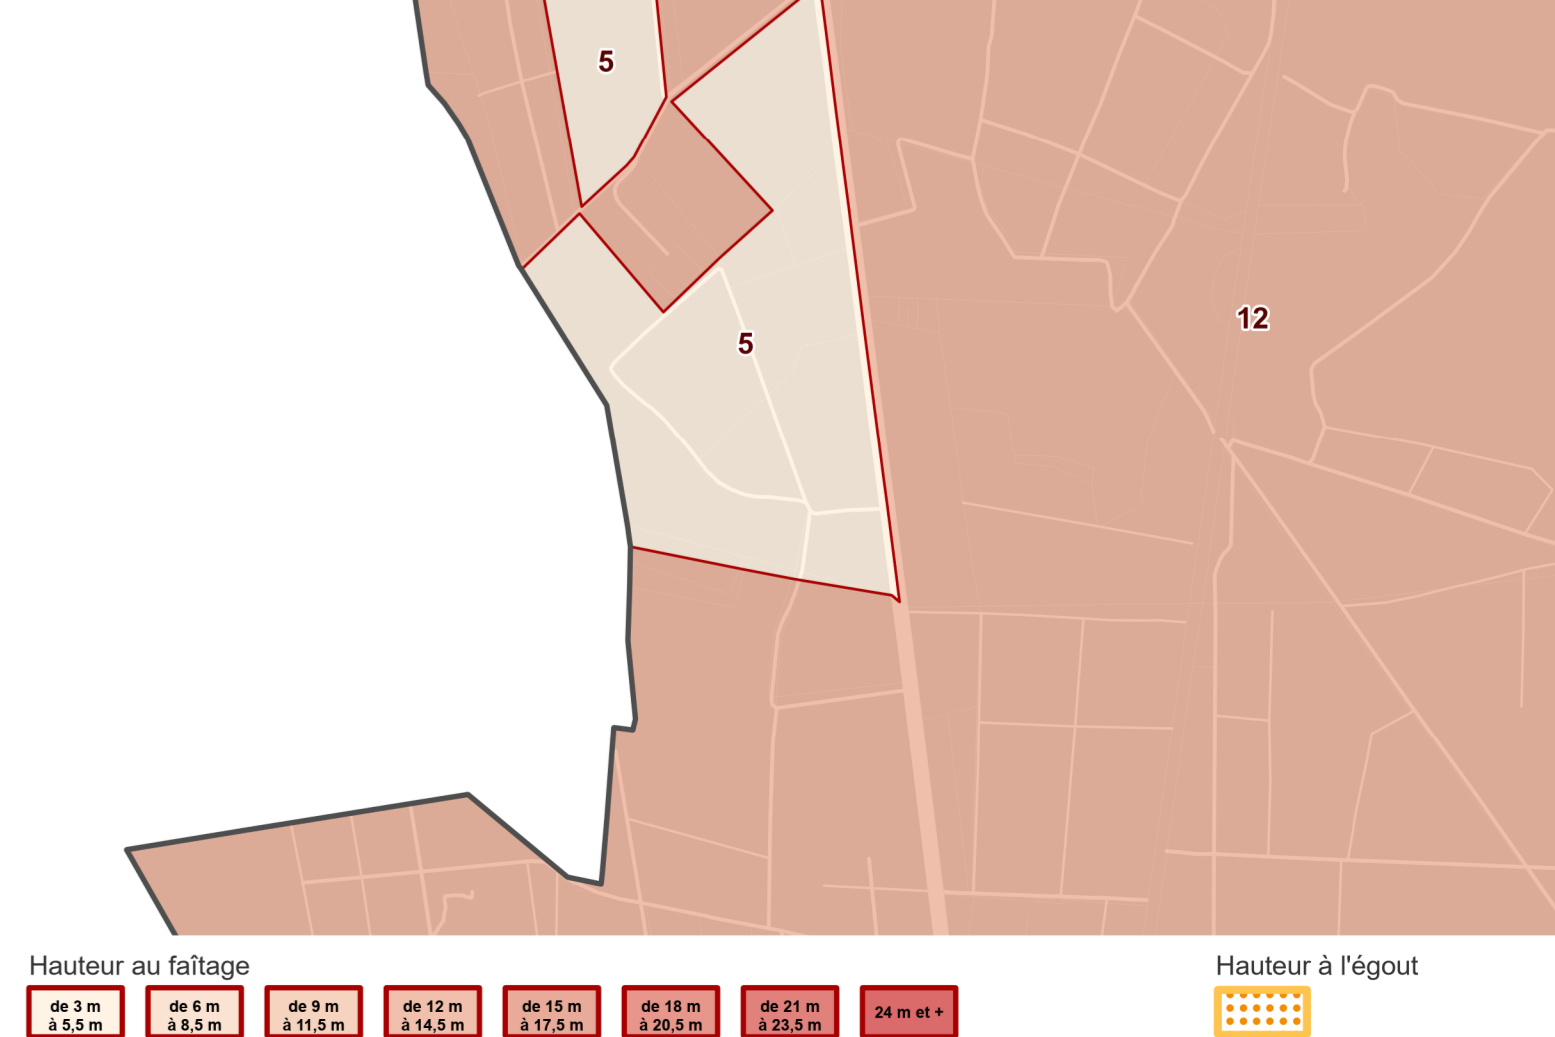 5
12
5
Hauteur au faîtage
Hauteur à l'égout
de 3 m
à 5,5 m
de 6 m
à 8,5 m
de 9 m
à 11,5 m
de 12 m
à 14,5 m
de 15 m
à 17,5 m
de 18 m
à 20,5 m
de 21 m
à 23,5 m
24 m et +